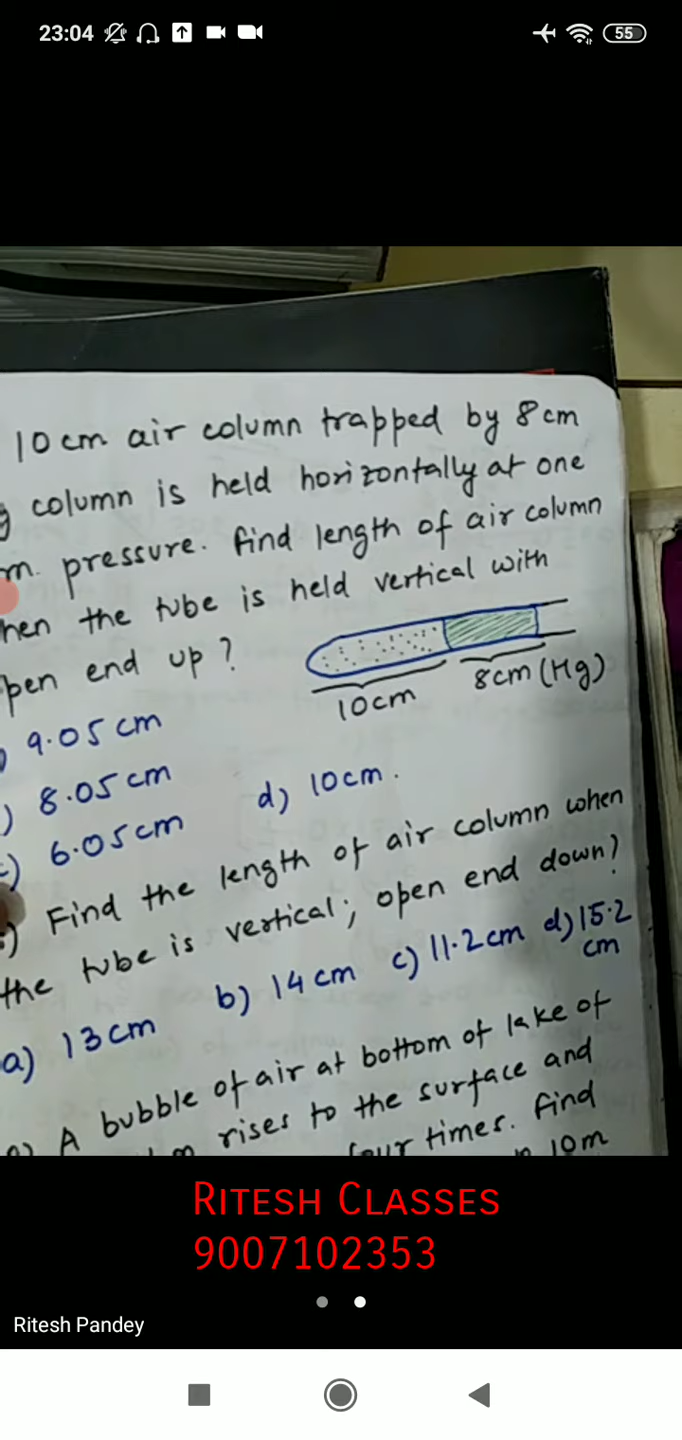 23:04
55
10 cm air column trapped by 8 cm
column is held horizontally at one
pressure. find length of air column
the tube is held vertical with
end up?
10cm
8cm (Hg)
9.05 cm
8.05 cm
6.05cm
d) 10cm.
Find the length of air column when
the tube is vertical; open end down?
a) 13cm
b) 14 cm
c) 11.2cm
d) 15.2
cm
A bubble of air at bottom of lake of
rises to the surface and
four times. find
10m
RITESH CLASSES
9007102353
Ritesh Pandey